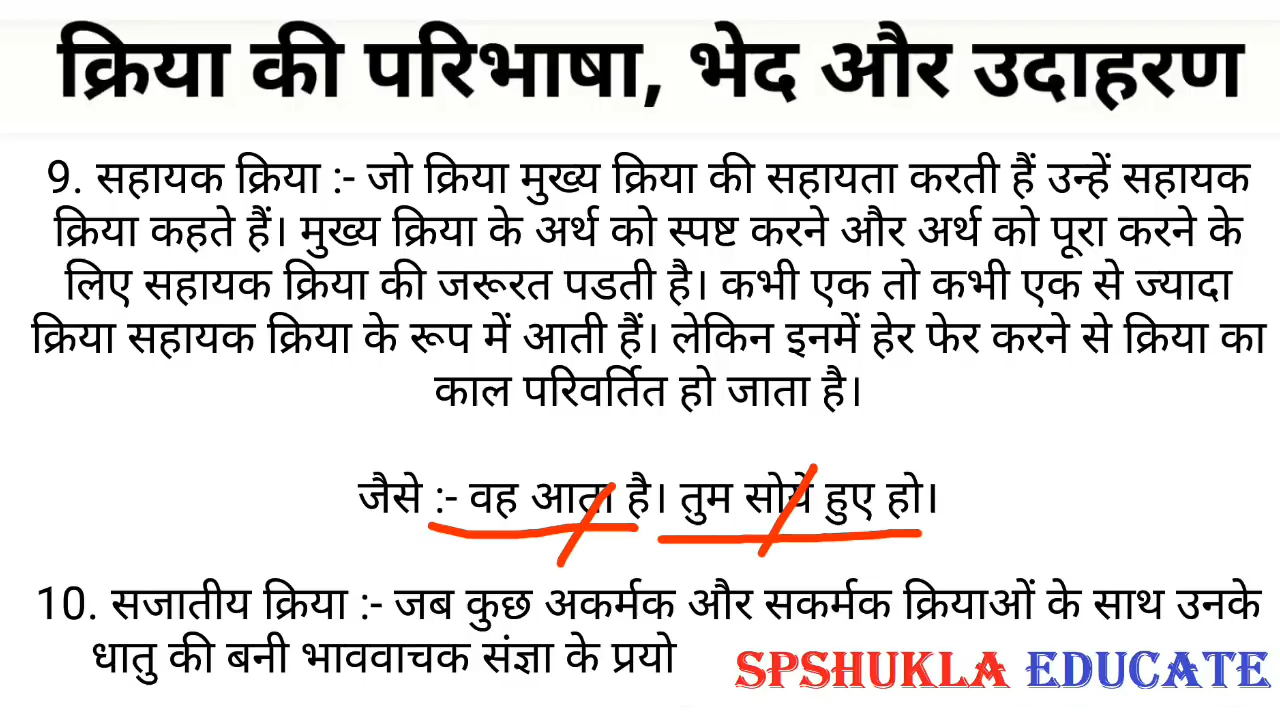 क्रिया की परिभाषा, भेद और उदाहरण
9. सहायक क्रिया :- जो क्रिया मुख्य क्रिया की सहायता करती हैं उन्हें सहायक
क्रिया कहते हैं। मुख्य क्रिया के अर्थ को स्पष्ट करने और अर्थ को पूरा करने के
लिए सहायक क्रिया की जरूरत पडती है। कभी एक तो कभी एक से ज्यादा
क्रिया सहायक क्रिया के रूप में आती हैं। लेकिन इनमें हेर फेर करने से क्रिया का
काल परिवर्तित हो जाता है।
जैसे :- वह आता है। तुम सोये हुए हो।
10. सजातीय क्रिया :- जब कुछ अकर्मक और सकर्मक क्रियाओं के साथ उनके
धातु की बनी भाववाचक संज्ञा के प्रयो
SPSHUKLA EDUCATE